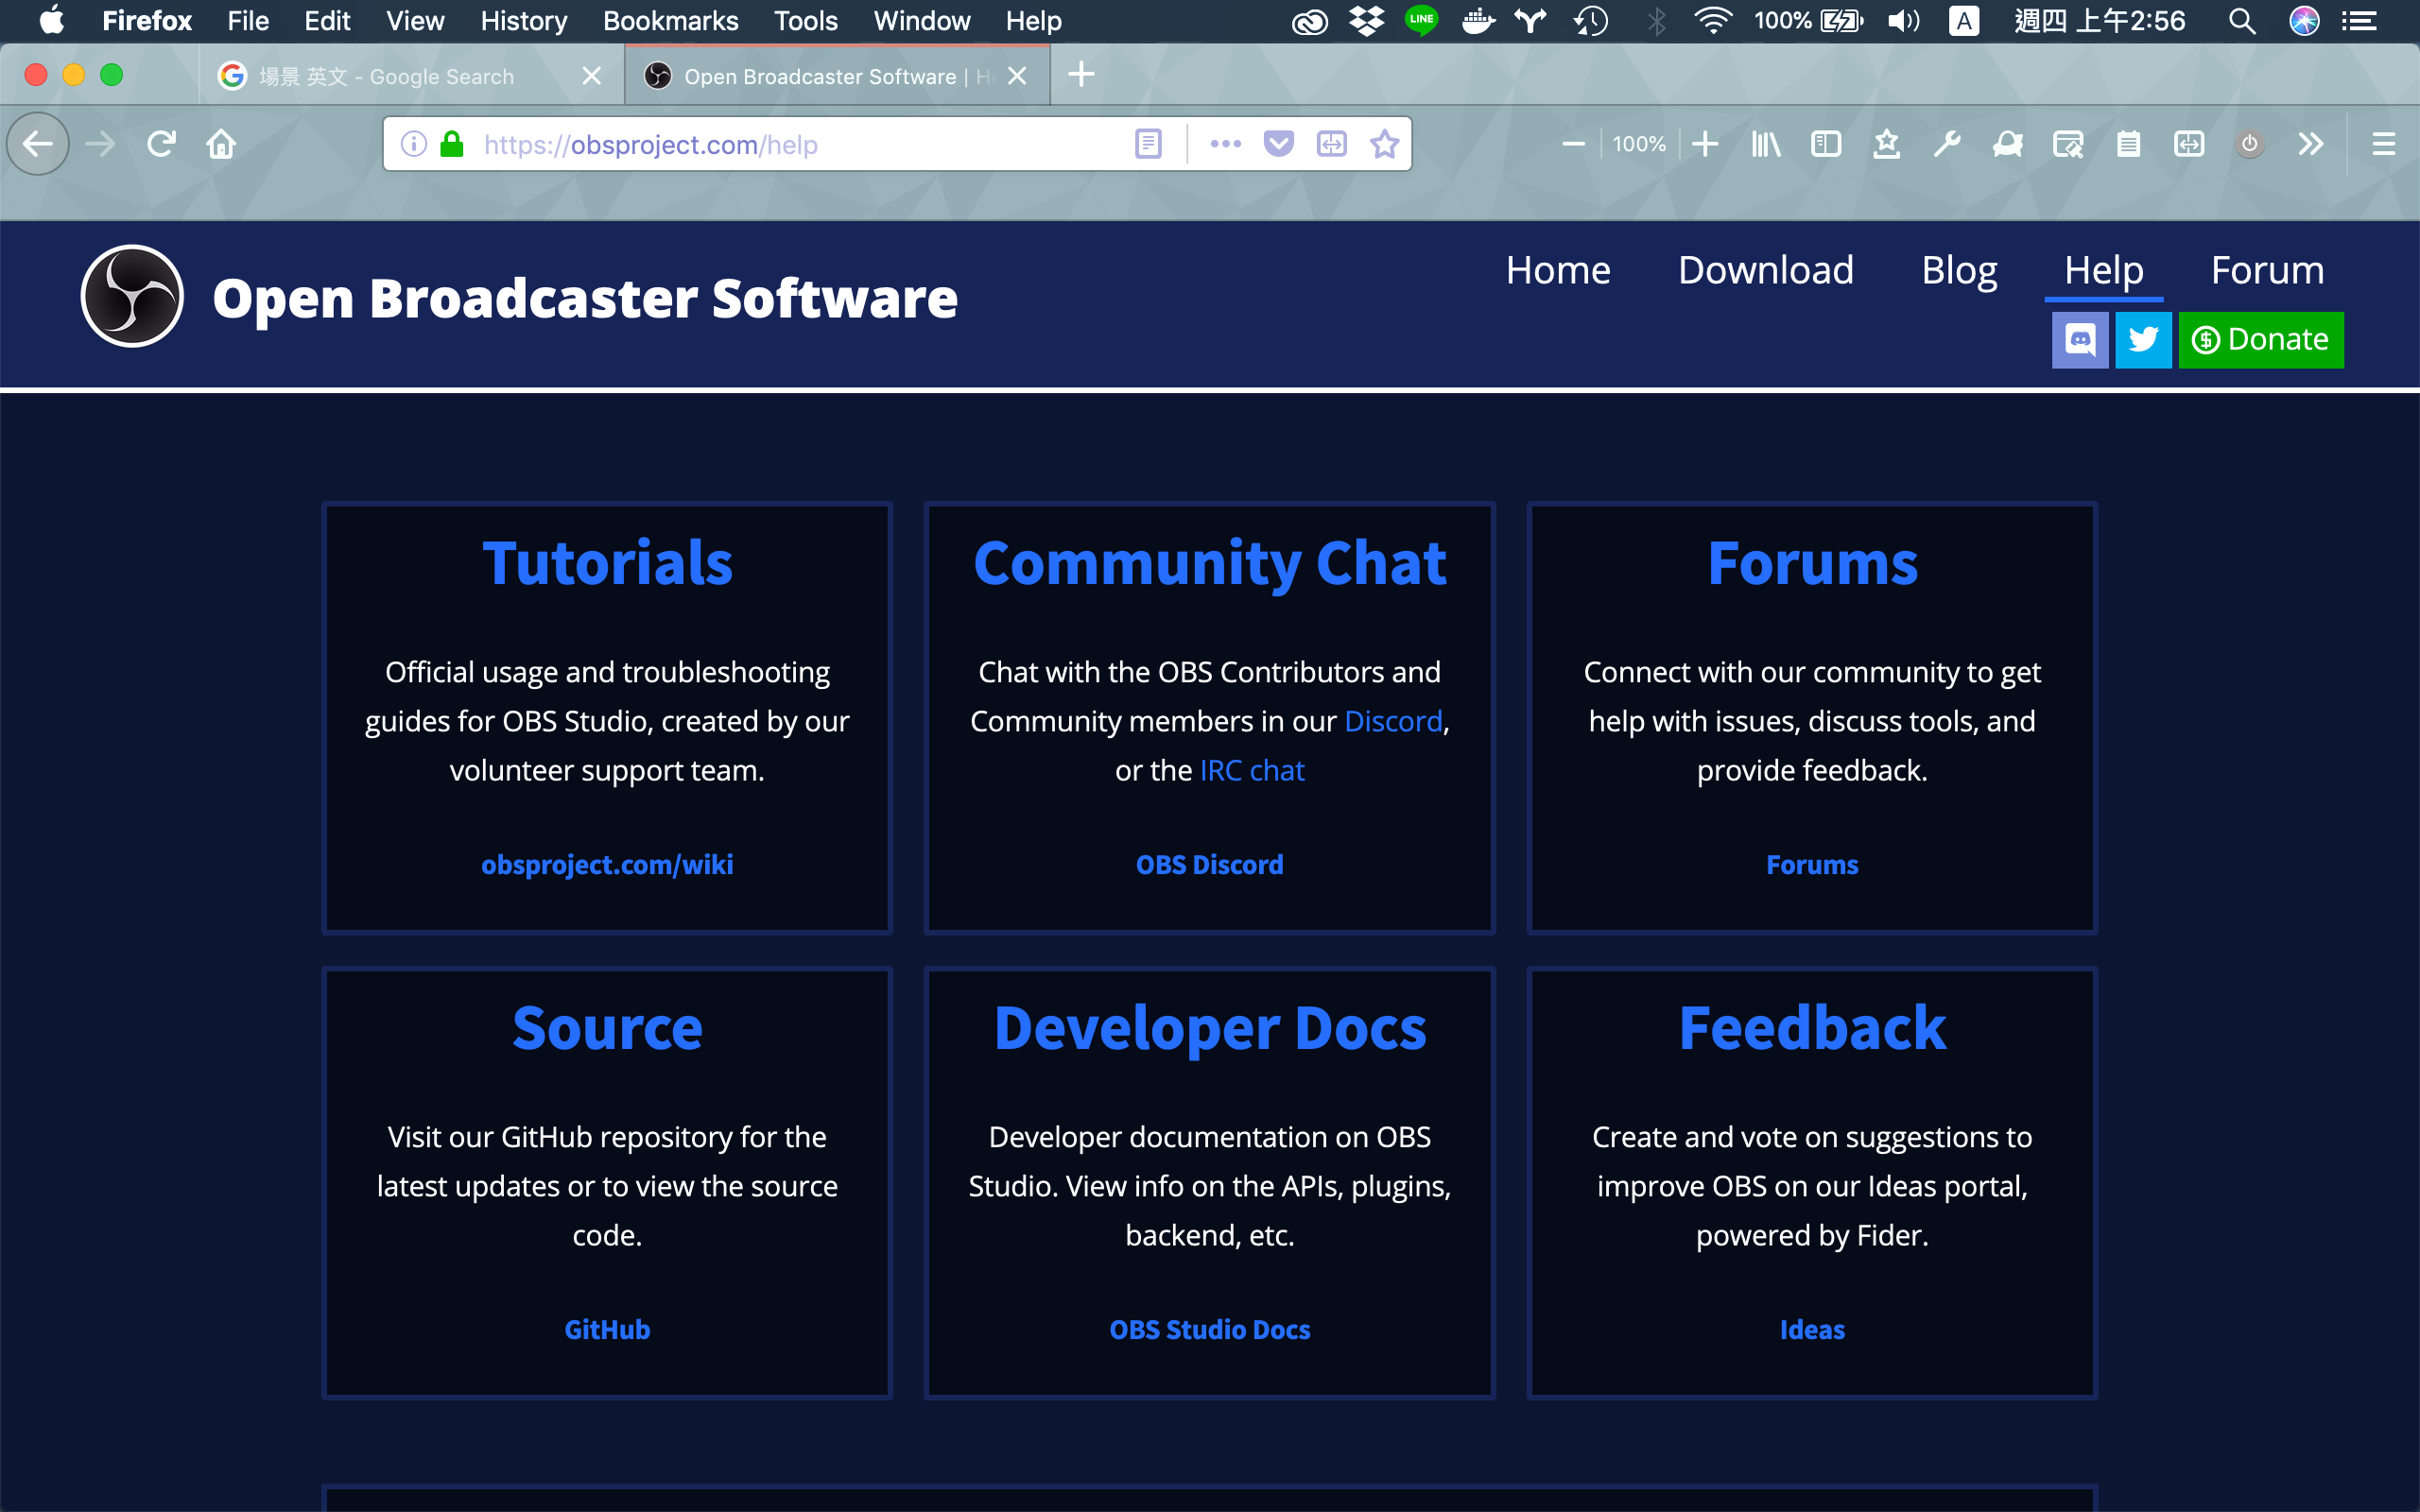 Firefox File Edit View History Bookmarks Tools Window Help LINE 100% A 週四 上午2:56
場景 英文 - Google Search Open Broadcaster Software | H
https://obsproject.com/help 100%
Open Broadcaster Software
Home Download Blog Help Forum
Donate
Tutorials
Official usage and troubleshooting
guides for OBS Studio, created by our
volunteer support team.
obsproject.com/wiki
Community Chat
Chat with the OBS Contributors and
Community members in our Discord,
or the IRC chat
OBS Discord
Forums
Connect with our community to get
help with issues, discuss tools, and
provide feedback.
Forums
Source
Visit our GitHub repository for the
latest updates or to view the source
code.
GitHub
Developer Docs
Developer documentation on OBS
Studio. View info on the APIs, plugins,
backend, etc.
OBS Studio Docs
Feedback
Create and vote on suggestions to
improve OBS on our Ideas portal,
powered by Fider.
Ideas